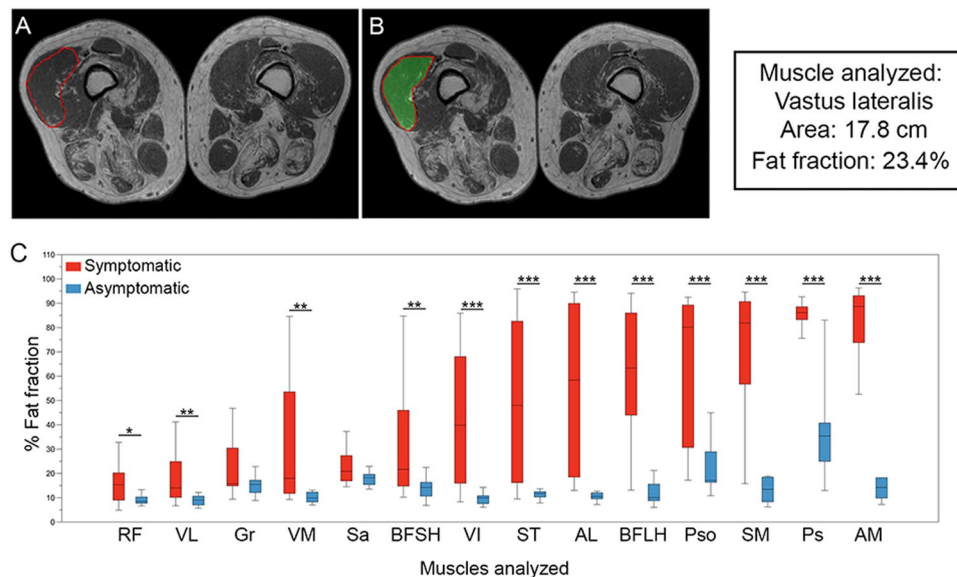 A
B
Muscle analyzed:
Vastus lateralis
Area: 17.8 cm
Fat fraction: 23.4%
C
110
100
90
80
70
60
50
40
30
20
10
0
% Fat fraction
Symptomatic
Asymptomatic
* ** ** ** *** *** *** *** *** *** *** ***
RF VL Gr VM Sa BFSH VI ST AL BFLH Pso SM Ps AM
Muscles analyzed